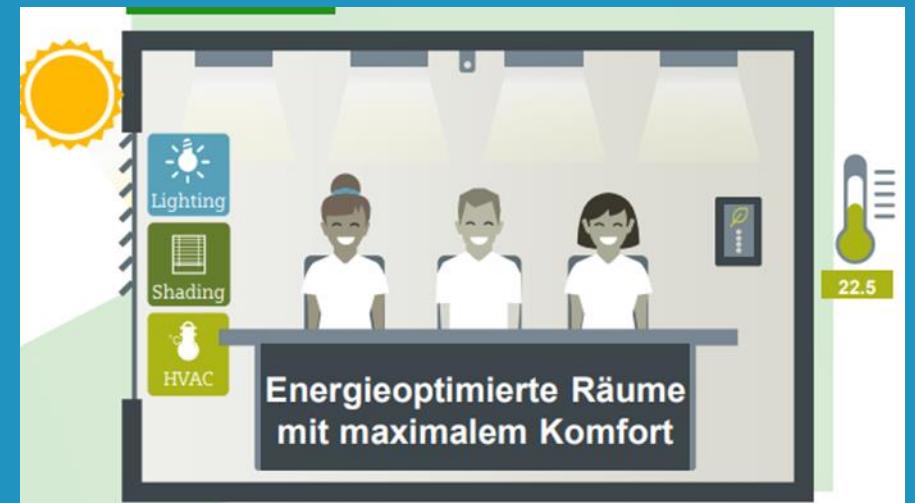 Lighting
Shading
°C
HVAC
22.5
Energieoptimierte Räume
mit maximalem Komfort